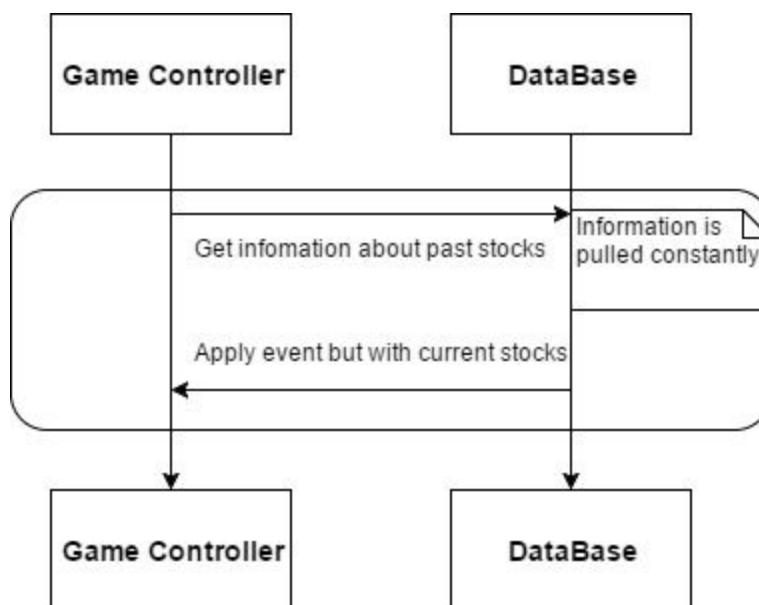 Game Controller
DataBase
Get infomation about past stocks
Information is
pulled constantly
Apply event but with current stocks
Game Controller
DataBase